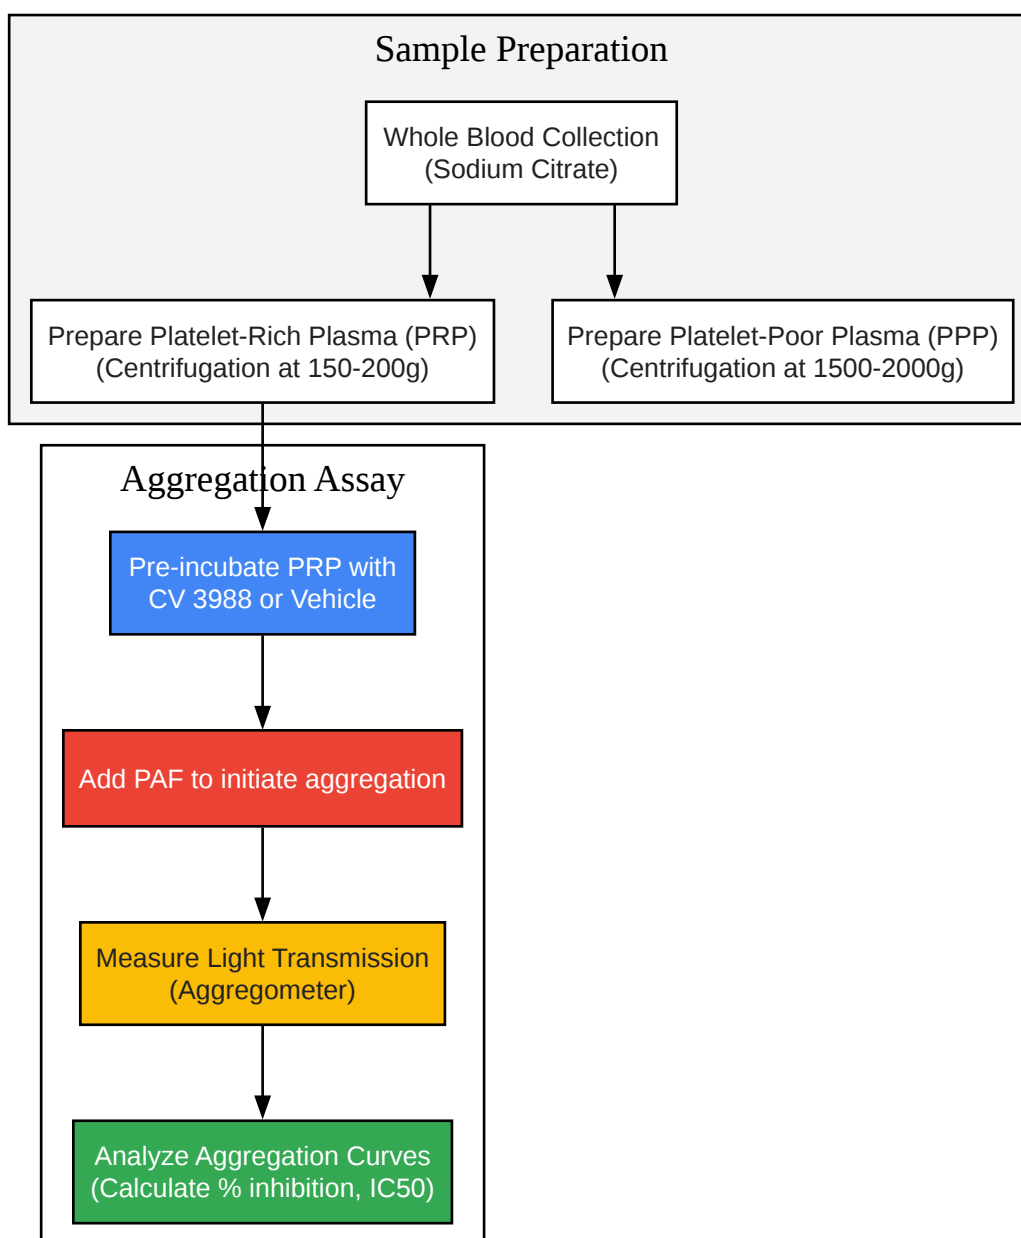 Sample Preparation
Whole Blood Collection
(Sodium Citrate)
Prepare Platelet-Rich Plasma (PRP)
(Centrifugation at 150-200g)
Prepare Platelet-Poor Plasma (PPP)
(Centrifugation at 1500-2000g)
Aggregation Assay
Pre-incubate PRP with
CV 3988 or Vehicle
Add PAF to initiate aggregation
Measure Light Transmission
(Aggregometer)
Analyze Aggregation Curves
(Calculate % inhibition, IC50)